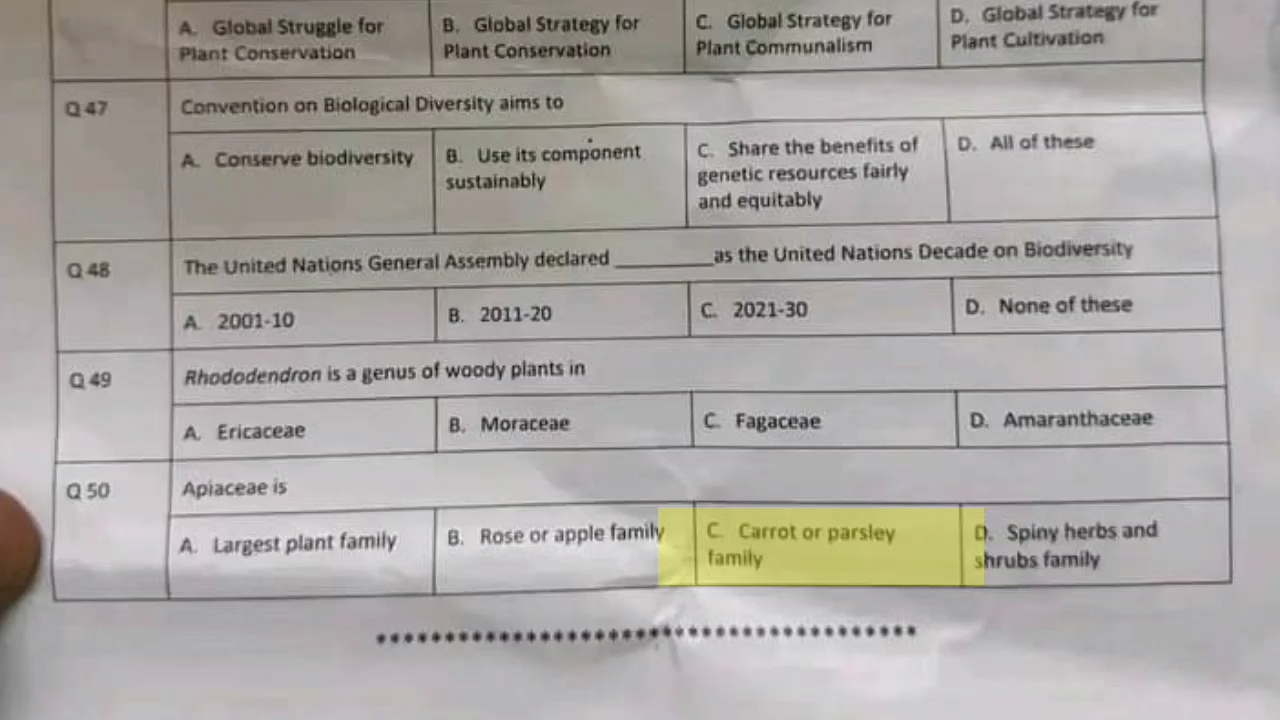 A. Global Struggle for
Plant Conservation
B. Global Strategy for
Plant Conservation
C. Global Strategy for
Plant Communalism
D. Global Strategy for
Plant Cultivation
Q 47
Convention on Biological Diversity aims to
A. Conserve biodiversity
B. Use its component
sustainably
C. Share the benefits of
genetic resources fairly
and equitably
D. All of these
Q 48
The United Nations General Assembly declared _________as the United Nations Decade on Biodiversity
A. 2001-10
B. 2011-20
C. 2021-30
D. None of these
Q 49
Rhododendron is a genus of woody plants in
A. Ericaceae
B. Moraceae
C. Fagaceae
D. Amaranthaceae
Q 50
Apiaceae is
A. Largest plant family
B. Rose or apple family
C. Carrot or parsley
family
D. Spiny herbs and
shrubs family